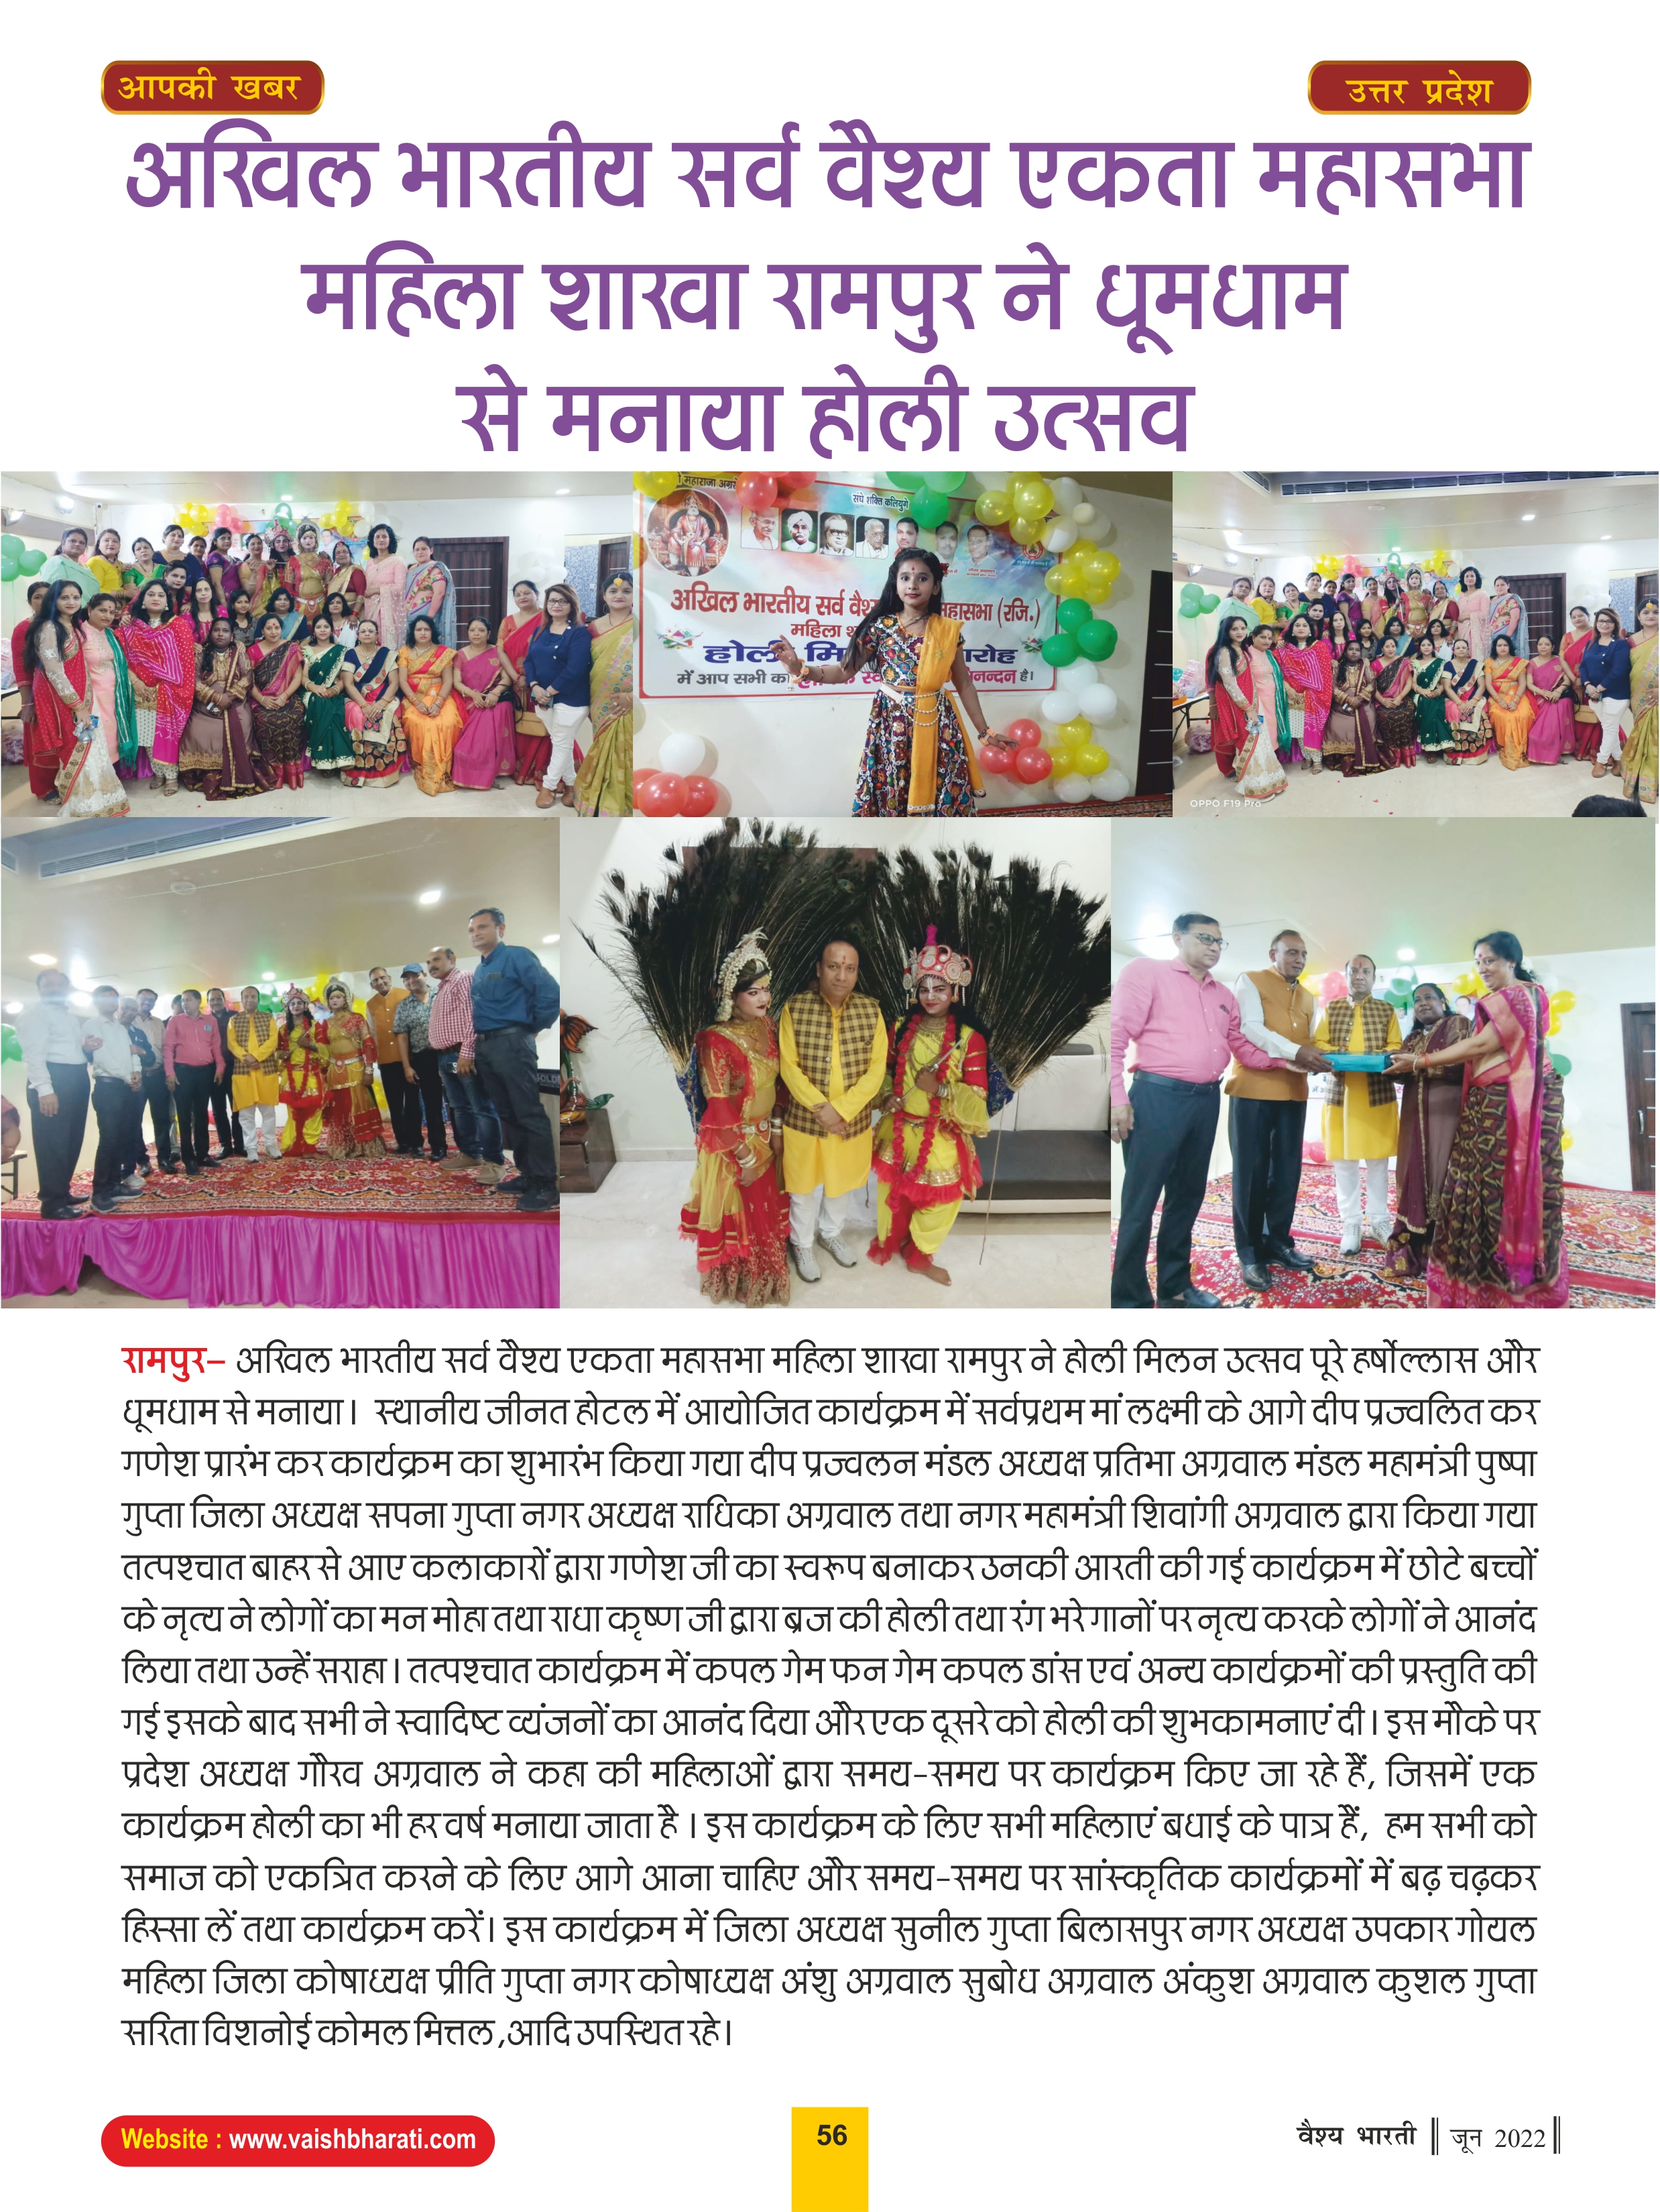 आपकी खबर
उत्तर प्रदेश
अखिल भारतीय सर्व वैश्य एकता महासभा
महिला शाखा रामपुर ने धूमधाम
से मनाया होली उत्सव
महाराजा अग्र
संघे शक्ति कलियुगे
अखिल भारतीय सर्व वैश्य हासभा (रजि.)
महिला श
होली मि ारोह
में आप सभी का नन्दन है।
OPPO F19 Pro
रामपुर– अखिल भारतीय सर्व वैश्य एकता महासभा महिला शाखा रामपुर ने होली मिलन उत्सव पूरे हर्षोल्लास और
धूमधाम से मनाया। स्थानीय जीनत होटल में आयोजित कार्यक्रम में सर्वप्रथम मां लक्ष्मी के आगे दीप प्रज्वलित कर
गणेश प्रारंभ कर कार्यक्रम का शुभारंभ किया गया दीप प्रज्वलन मंडल अध्यक्ष प्रतिभा अग्रवाल मंडल महामंत्री पुष्पा
गुप्ता जिला अध्यक्ष सपना गुप्ता नगर अध्यक्ष राधिका अग्रवाल तथा नगर महामंत्री शिवांगी अग्रवाल द्वारा किया गया
तत्पश्चात बाहर से आए कलाकारों द्वारा गणेश जी का स्वरूप बनाकर उनकी आरती की गई कार्यक्रम में छोटे बच्चों
के नृत्य ने लोगों का मन मोहा तथा राधा कृष्ण जी द्वारा ब्रज की होली तथा रंग भरे गानों पर नृत्य करके लोगों ने आनंद
लिया तथा उन्हें सराहा। तत्पश्चात कार्यक्रम में कपल गेम फन गेम कपल डांस एवं अन्य कार्यक्रमों की प्रस्तुति की
गई इसके बाद सभी ने स्वादिष्ट व्यंजनों का आनंद दिया और एक दूसरे को होली की शुभकामनाएं दी। इस मौके पर
प्रदेश अध्यक्ष गौरव अग्रवाल ने कहा की महिलाओं द्वारा समय-समय पर कार्यक्रम किए जा रहे हैं, जिसमें एक
कार्यक्रम होली का भी हर वर्ष मनाया जाता है । इस कार्यक्रम के लिए सभी महिलाएं बधाई के पात्र हैं, हम सभी को
समाज को एकत्रित करने के लिए आगे आना चाहिए और समय-समय पर सांस्कृतिक कार्यक्रमों में बढ़ चढ़कर
हिस्सा लें तथा कार्यक्रम करें। इस कार्यक्रम में जिला अध्यक्ष सुनील गुप्ता बिलासपुर नगर अध्यक्ष उपकार गोयल
महिला जिला कोषाध्यक्ष प्रीति गुप्ता नगर कोषाध्यक्ष अंशु अग्रवाल सुबोध अग्रवाल अंकुश अग्रवाल कुशल गुप्ता
सरिता विशनोई कोमल मित्तल ,आदि उपस्थित रहे।
Website : www.vaishbharati.com
56
वैश्य भारती || जून 2022 ||